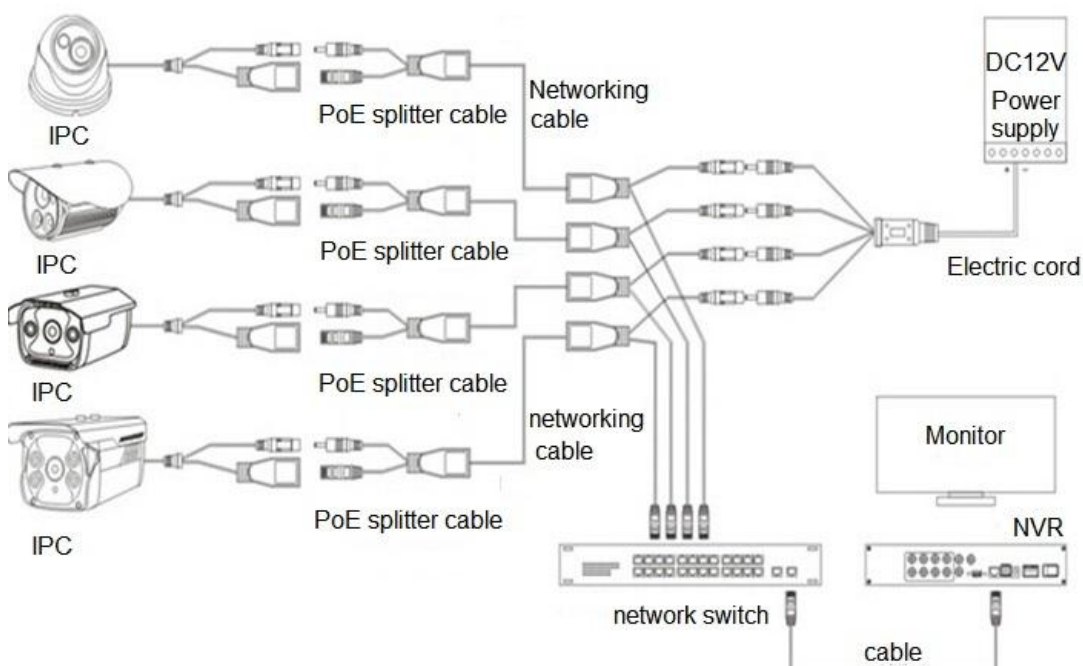 IPC
PoE splitter cable
Networking
cable
DC12V
Power
supply
IPC
PoE splitter cable
Electric cord
IPC
PoE splitter cable
networking
cable
Monitor
IPC
PoE splitter cable
NVR
network switch
cable